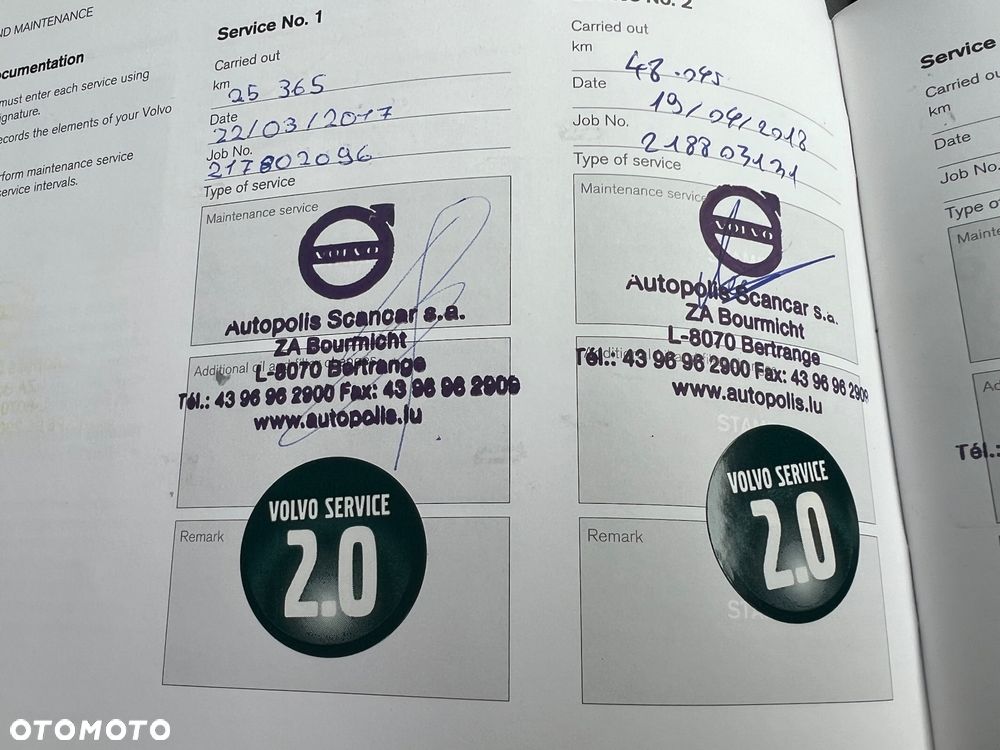 ND MAINTENANCE
ocumentation
must enter each service using
ignature.
ecords the elements of your Volvo
rform maintenance service
ervice intervals.
Service No. 1
Carried out
km 25 365
Date 22/03/2017
Job No. 217802096
Type of service
Maintenance service
VOLVO
Autopolis Scancar s.a.
ZA Bourmicht
Additional oil
L-8070 Bertrange
Tél.: 43 96 96 2900 Fax: 43 96 96 2909
www.autopolis.lu
Remark
VOLVO SERVICE
2.0
No. 2
Carried out
km 48.045
Date 19/04/2018
Job No. 218803131
Type of service
Maintenance service
VOLVO
Autopolis Scancar s.a.
ZA Bourmicht
L-8070 Bertrange
Additional
Tél.: 43 96 96 2900 Fax: 43 96 96 2909
www.autopolis.lu
Remark
VOLVO SERVICE
2.0
Service
Carried ou
km
Date
Job No.
Type o
Mainte
Ad
Tél.:
OTOMOTO